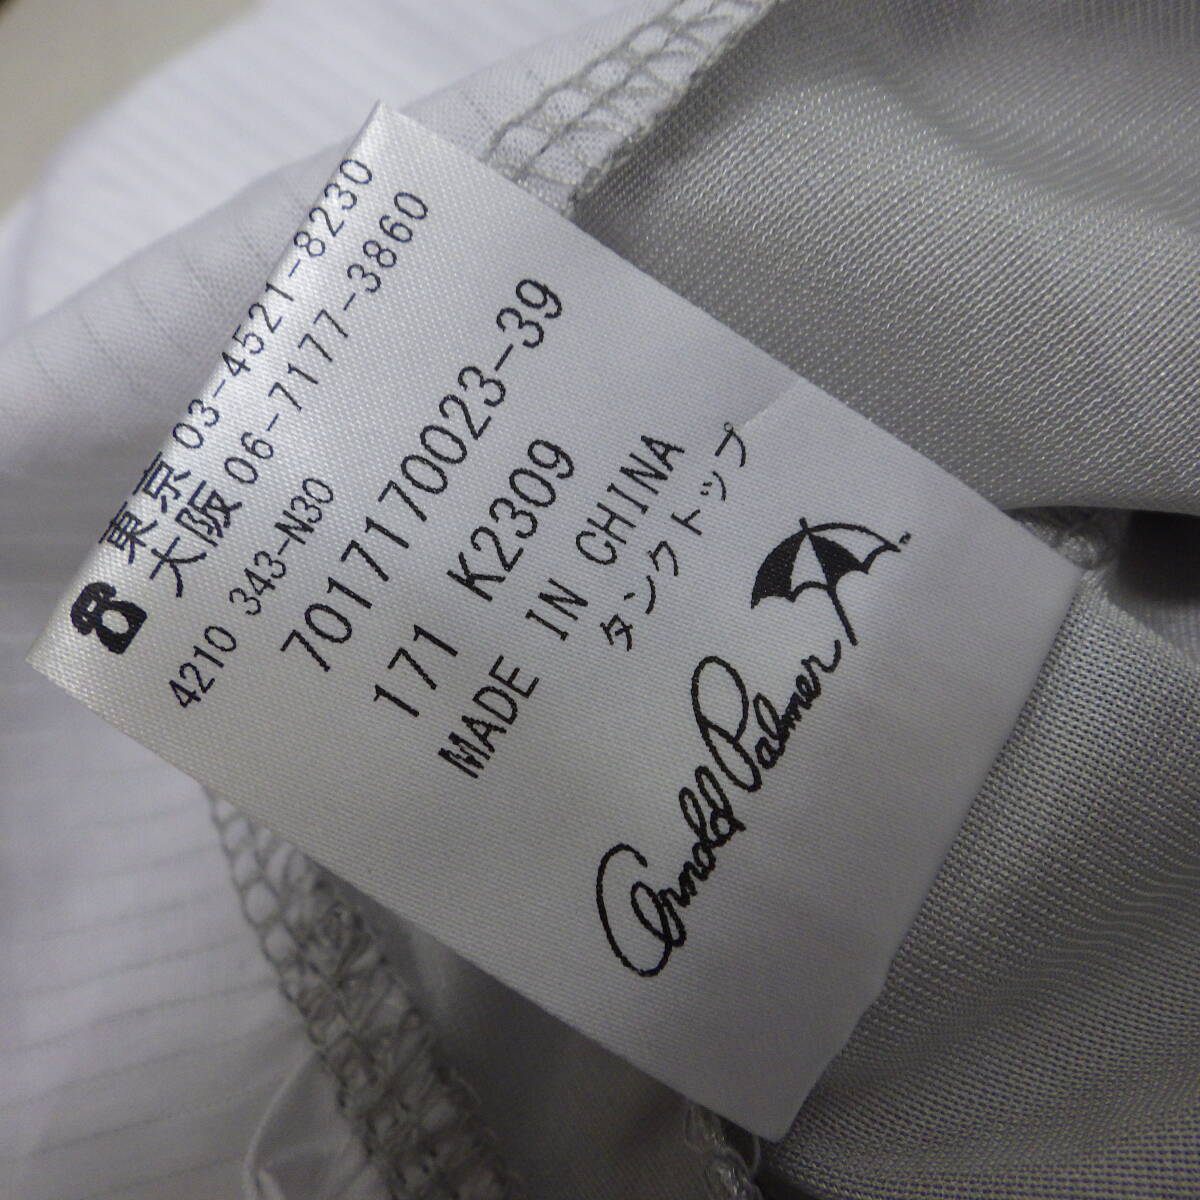 東京 03-4521-8230
大阪 06-7177-3860
4210 343-N30
7017170023-39
171 K2309
MADE IN CHINA
タンクトップ
Arnold Palmer